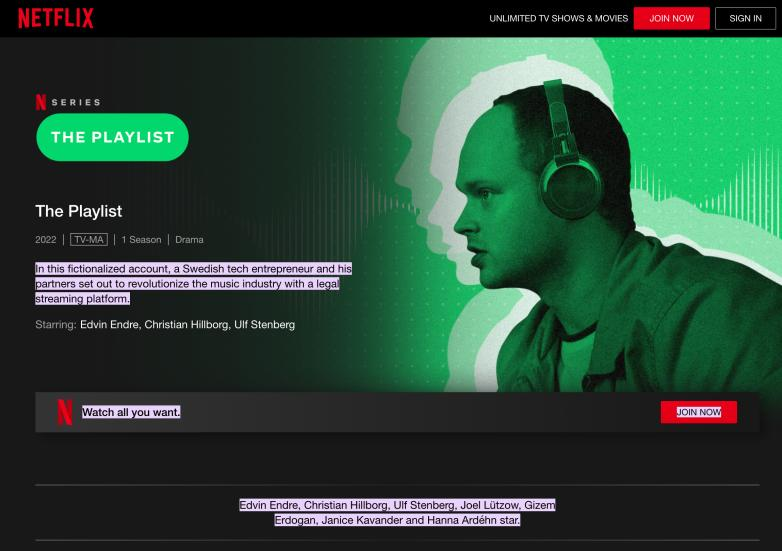 NETFLIX
UNLIMITED TV SHOWS & MOVIES
JOIN NOW
SIGN IN
N SERIES
THE PLAYLIST
The Playlist
2022 | TV-MA | 1 Season | Drama
In this fictionalized account, a Swedish tech entrepreneur and his
partners set out to revolutionize the music industry with a legal
streaming platform.
Starring: Edvin Endre, Christian Hillborg, Ulf Stenberg
N
Watch all you want.
JOIN NOW
Edvin Endre, Christian Hillborg, Ulf Stenberg, Joel Lützow, Gizem
Erdogan, Janice Kavander and Hanna Ardéhn star.